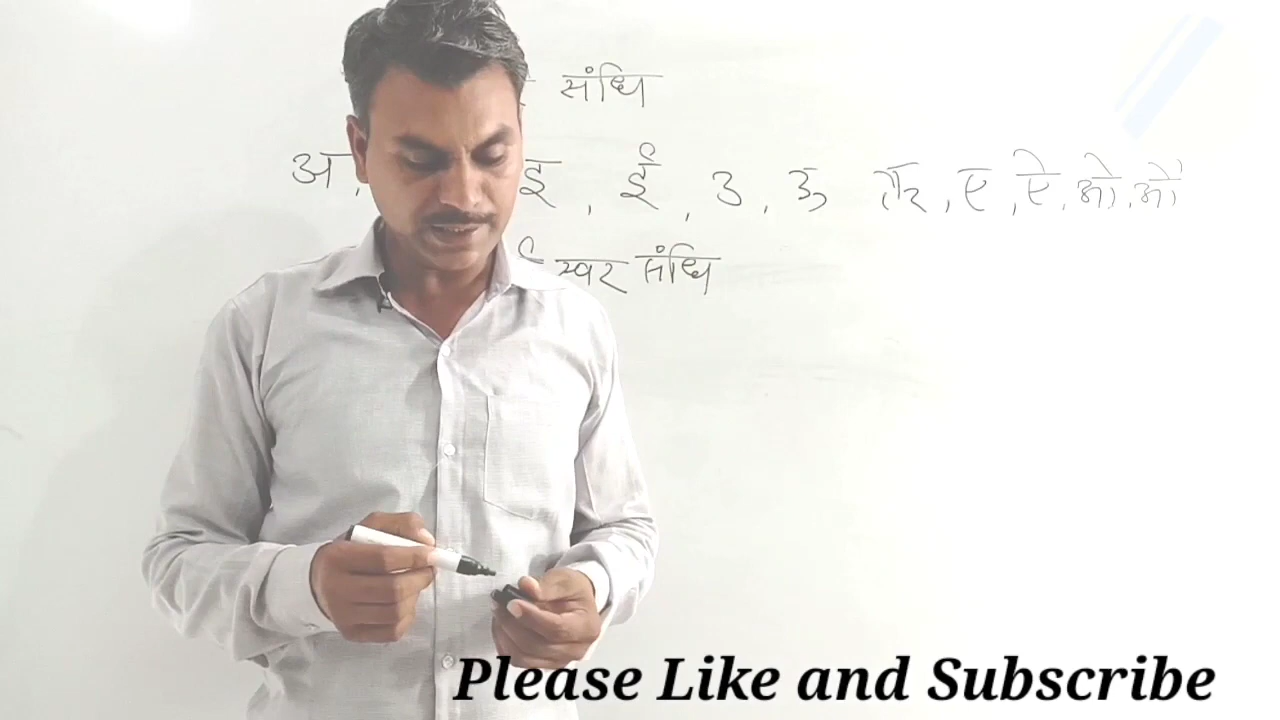 संधि
अ, इ, ई, उ, ऊ ऋ, ए, ऐ, ओ, औ
ई स्वर संधि
Please Like and Subscribe